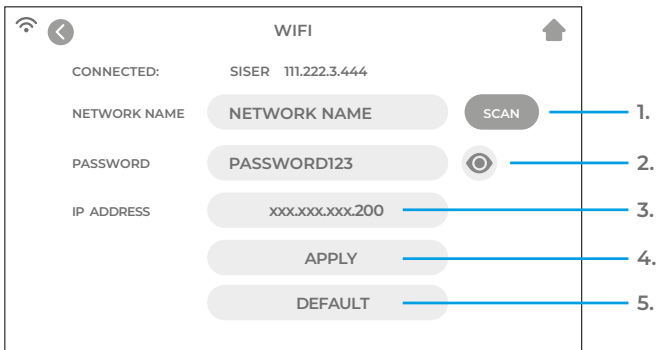 WIFI
CONNECTED: SISER 111.222.3.444
NETWORK NAME NETWORK NAME SCAN 1.
PASSWORD PASSWORD123 2.
IP ADDRESS xxx.xxx.xxx.200 3.
APPLY 4.
DEFAULT 5.